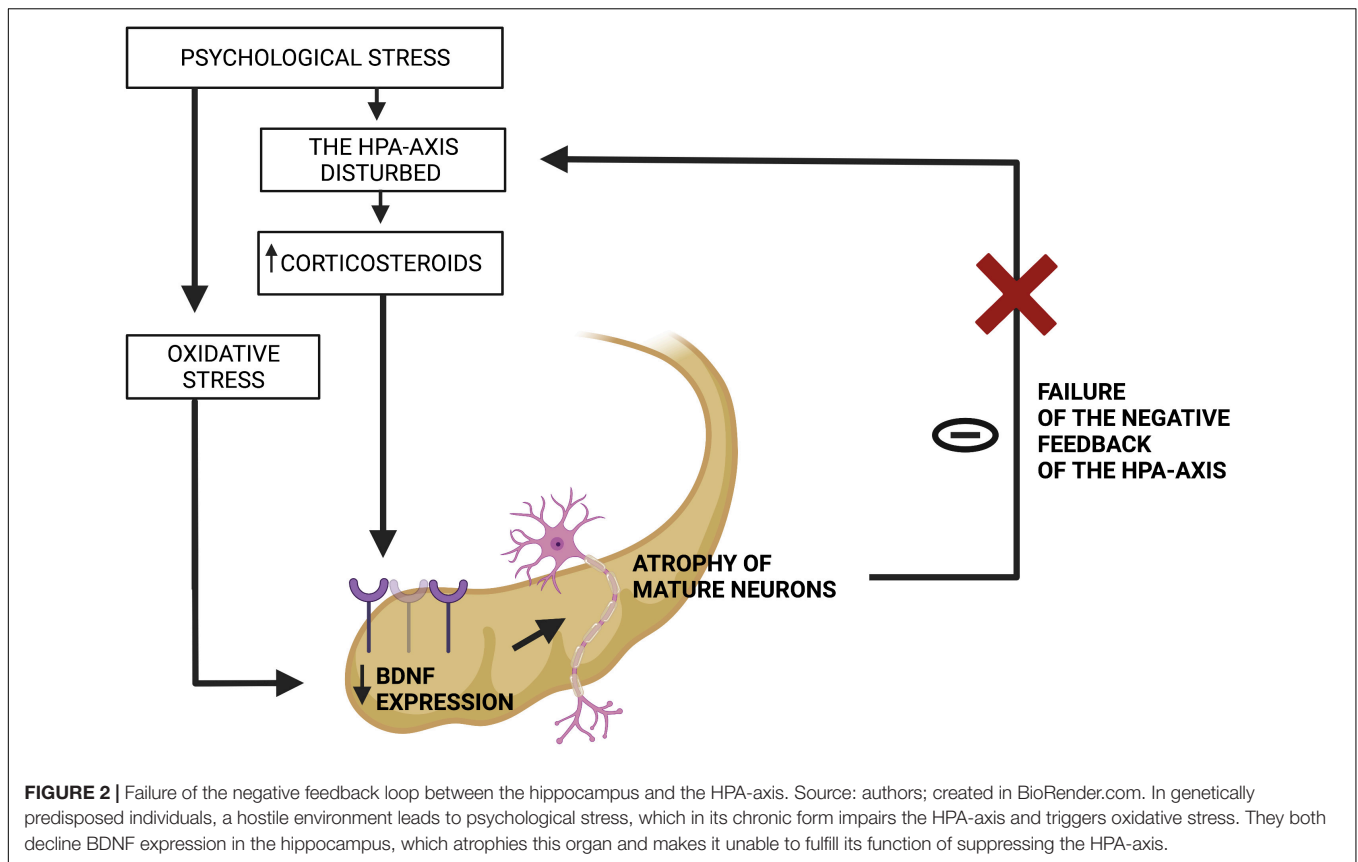 PSYCHOLOGICAL STRESS
THE HPA-AXIS
DISTURBED
↑CORTICOSTEROIDS
OXIDATIVE
STRESS
FAILURE
OF THE NEGATIVE
FEEDBACK
OF THE HPA-AXIS
ATROPHY OF
MATURE NEURONS
↓ BDNF
EXPRESSION
FIGURE 2 | Failure of the negative feedback loop between the hippocampus and the HPA-axis. Source: authors; created in BioRender.com. In genetically
predisposed individuals, a hostile environment leads to psychological stress, which in its chronic form impairs the HPA-axis and triggers oxidative stress. They both
decline BDNF expression in the hippocampus, which atrophies this organ and makes it unable to fulfill its function of suppressing the HPA-axis.